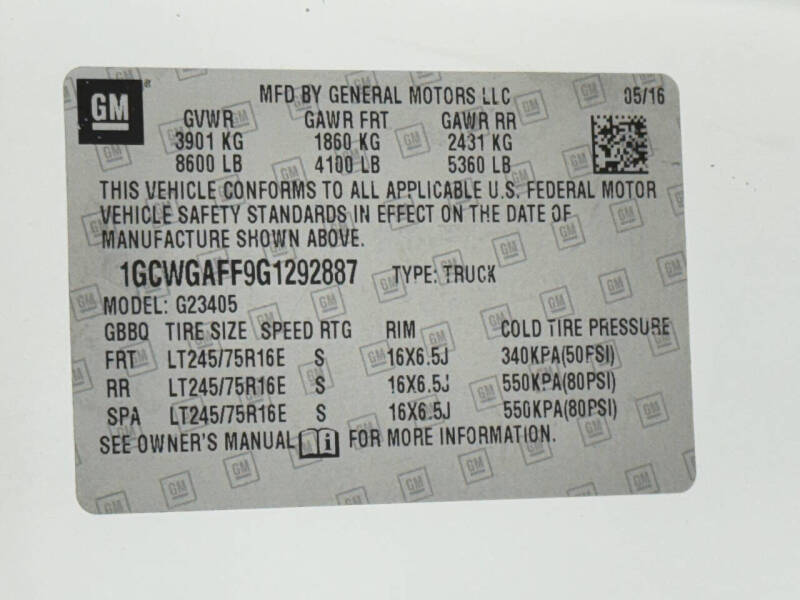 GM
MFD BY GENERAL MOTORS LLC 05/16
GVWR GAWR FRT GAWR RR
3901 KG 1860 KG 2431 KG
8600 LB 4100 LB 5360 LB
THIS VEHICLE CONFORMS TO ALL APPLICABLE U.S. FEDERAL MOTOR
VEHICLE SAFETY STANDARDS IN EFFECT ON THE DATE OF
MANUFACTURE SHOWN ABOVE.
1GCWGAFF9G1292887 TYPE: TRUCK
MODEL: G23405
GBBQ TIRE SIZE SPEED RTG RIM COLD TIRE PRESSURE
FRT LT245/75R16E S 16X6.5J 340KPA(50PSI)
RR LT245/75R16E S 16X6.5J 550KPA(80PSI)
SPA LT245/75R16E S 16X6.5J 550KPA(80PSI)
SEE OWNER'S MANUAL i FOR MORE INFORMATION.